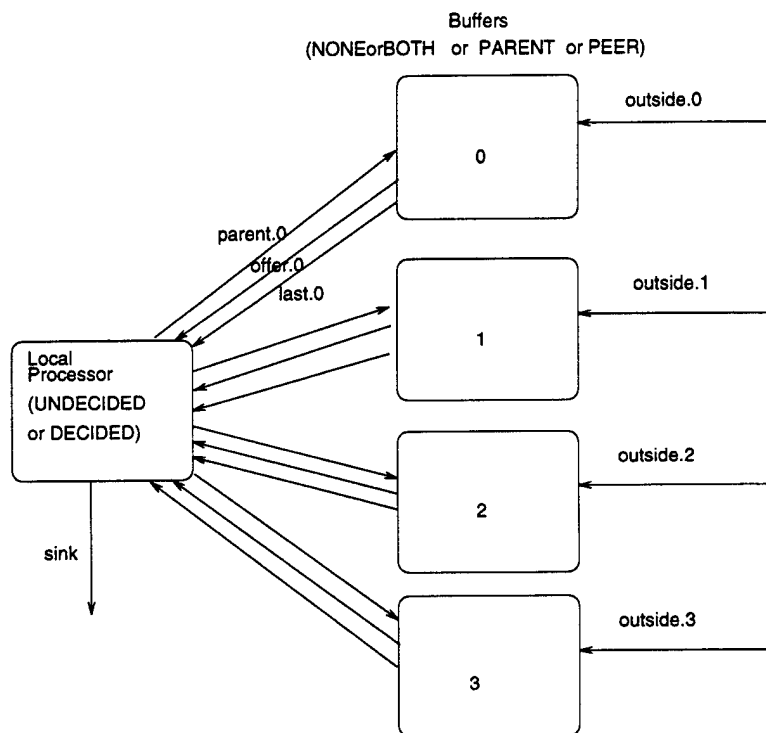 Buffers
(NONEorBOTH or PARENT or PEER)
outside.0
0
parent.0
offer.0
last.0
outside.1
1
Local
Processor
(UNDECIDED
or DECIDED)
outside.2
2
sink
outside.3
3